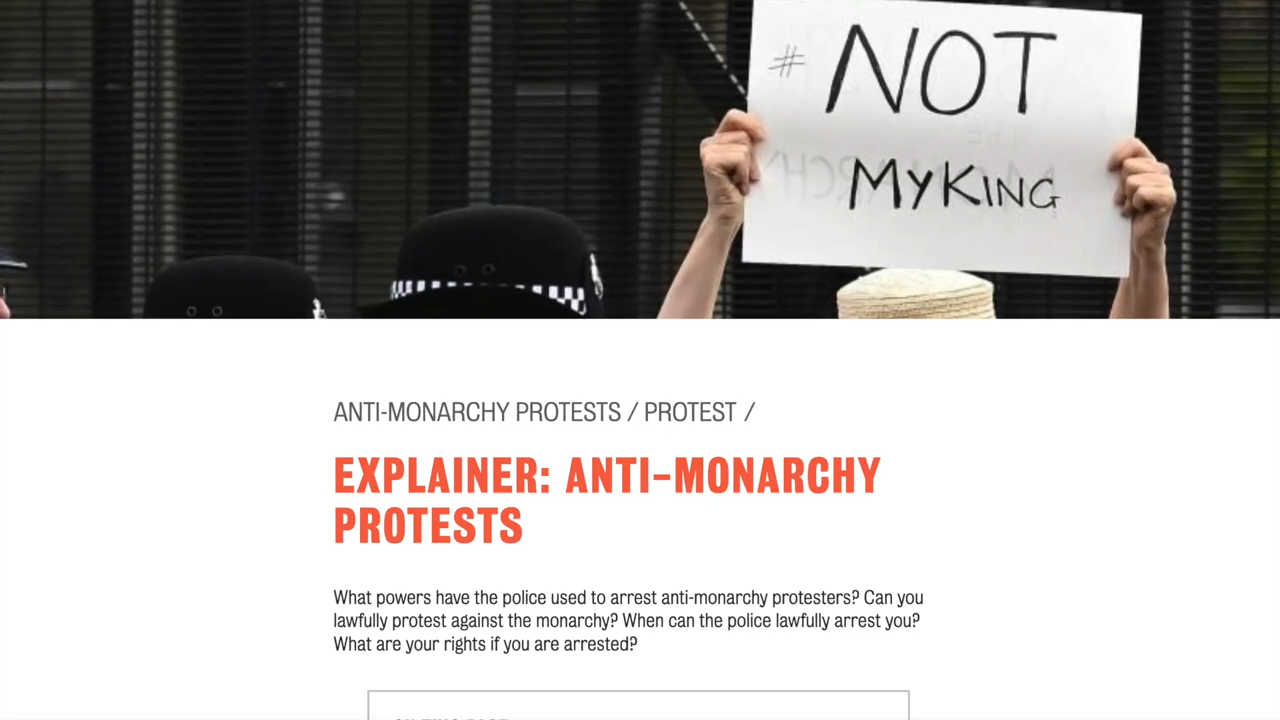 # NOT
MYKING
ANTI-MONARCHY PROTESTS / PROTEST /
EXPLAINER: ANTI-MONARCHY
PROTESTS
What powers have the police used to arrest anti-monarchy protesters? Can you
lawfully protest against the monarchy? When can the police lawfully arrest you?
What are your rights if you are arrested?